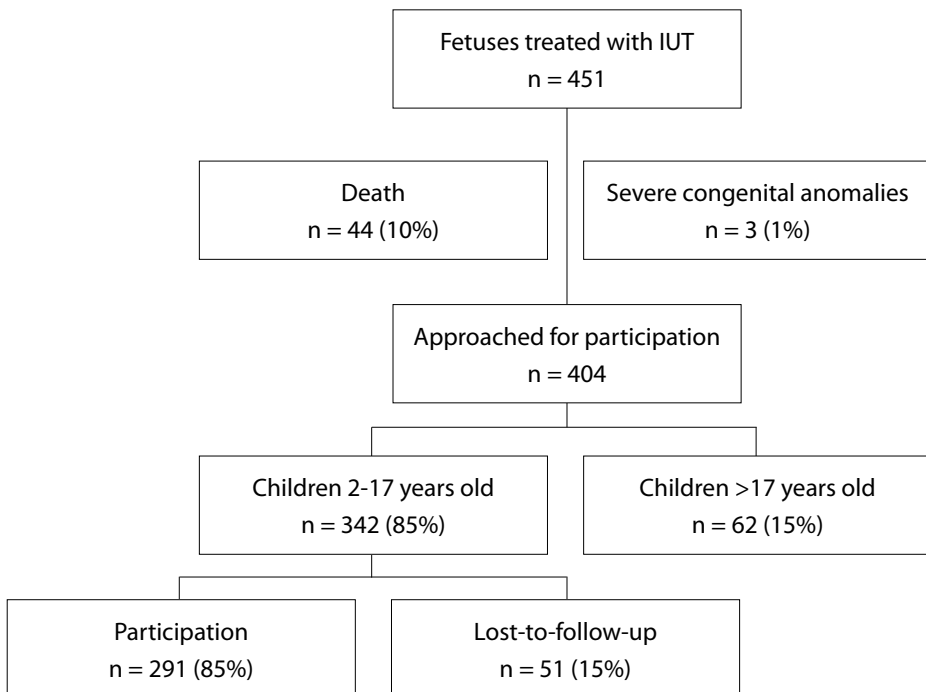 Fetuses treated with IUT
n = 451
Death
n = 44 (10%)
Severe congenital anomalies
n = 3 (1%)
Approached for participation
n = 404
Children 2-17 years old
n = 342 (85%)
Children >17 years old
n = 62 (15%)
Participation
n = 291 (85%)
Lost-to-follow-up
n = 51 (15%)